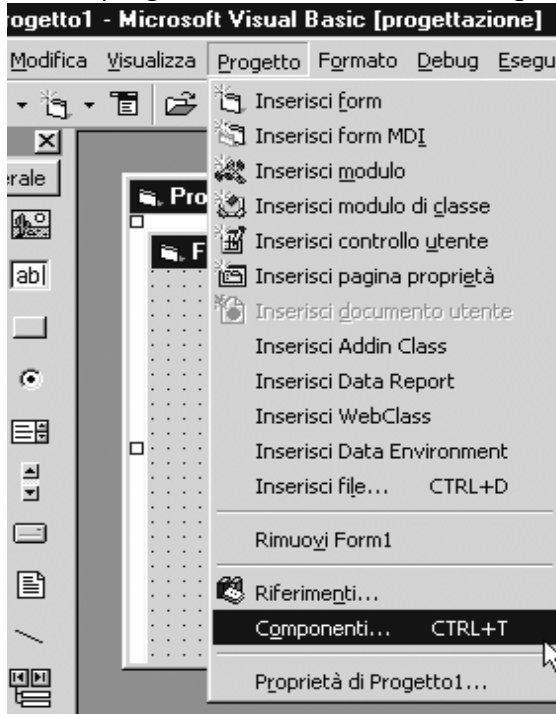 rogetto1 - Microsoft Visual Basic [progettazione]
Modifica Visualizza Progetto Formato Debug Esegu
erale
Pro
F
ab|
Inserisci form
Inserisci form MDI
Inserisci modulo
Inserisci modulo di classe
Inserisci controllo utente
Inserisci pagina proprietà
Inserisci documento utente
Inserisci Addin Class
Inserisci Data Report
Inserisci WebClass
Inserisci Data Environment
Inserisci file... CTRL+D
Rimuovi Form1
Riferimenti...
Componenti... CTRL+T
Proprietà di Progetto1...